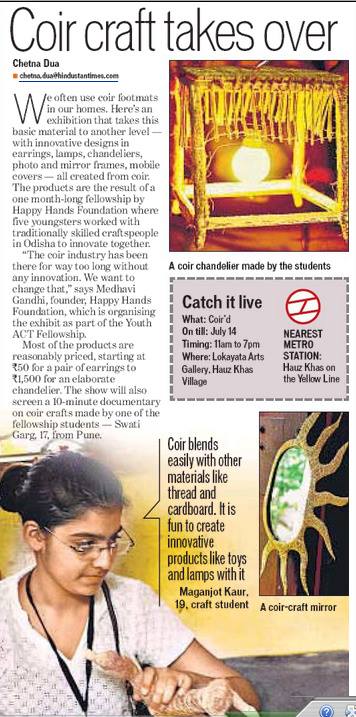 Coir craft takes over
Chetna Dua
chetna.dua@hindustantimes.com
We often use coir footmats
in our homes. Here's an
exhibition that takes this
basic material to another level —
with innovative designs in
earrings, lamps, chandeliers,
photo and mirror frames, mobile
covers — all created from coir.
The products are the result of a
one month-long fellowship by
Happy Hands Foundation where
five youngsters worked with
traditionally skilled craftspeople
in Odisha to innovate together.
"The coir industry has been
there for way too long without
any innovation. We want to
change that," says Medhavi
Gandhi, founder, Happy Hands
Foundation, which is organising
the exhibit as part of the Youth
ACT Fellowship.
Most of the products are
reasonably priced, starting at
₹50 for a pair of earrings to
₹1,500 for an elaborate
chandelier. The show will also
screen a 10-minute documentary
on coir crafts made by one of the
fellowship students — Swati
Garg, 17, from Pune.
A coir chandelier made by the students
Catch it live
What: Coir'd
On till: July 14
Timing: 11am to 7pm
Where: Lokayata Arts
Gallery, Hauz Khas
Village
NEAREST
METRO
STATION:
Hauz Khas on
the Yellow Line
Coir blends
easily with other
materials like
thread and
cardboard. It is
fun to create
innovative
products like toys
and lamps with it
Maganjot Kaur,
19, craft student
A coir-craft mirror